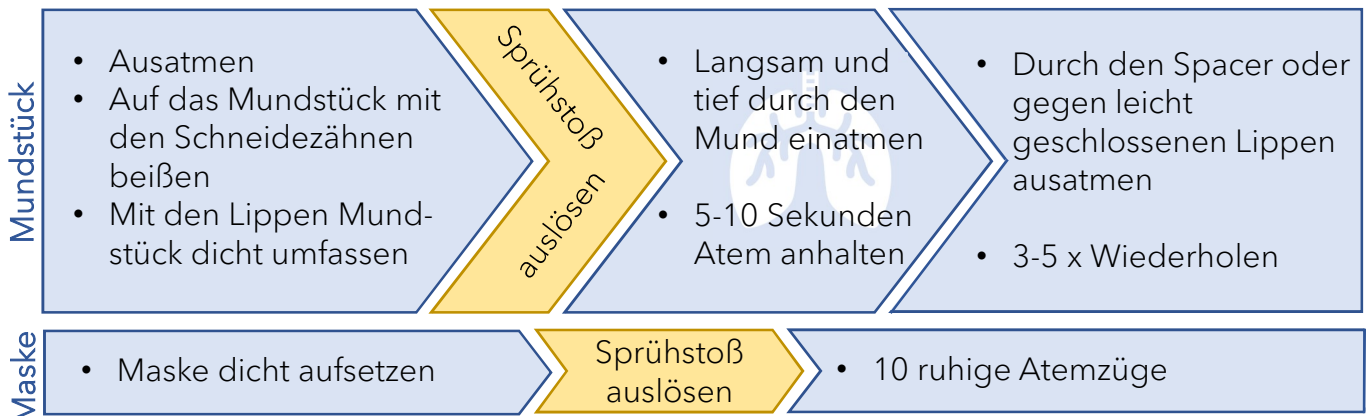 Mundstück
• Ausatmen
• Auf das Mundstück mit
den Schneidezähnen
beißen
• Mit den Lippen Mund-
stück dicht umfassen
Sprühstoß
auslösen
• Langsam und
tief durch den
Mund einatmen
• 5-10 Sekunden
Atem anhalten
• Durch den Spacer oder
gegen leicht
geschlossenen Lippen
ausatmen
• 3-5 x Wiederholen
Maske
• Maske dicht aufsetzen
Sprühstoß
auslösen
• 10 ruhige Atemzüge